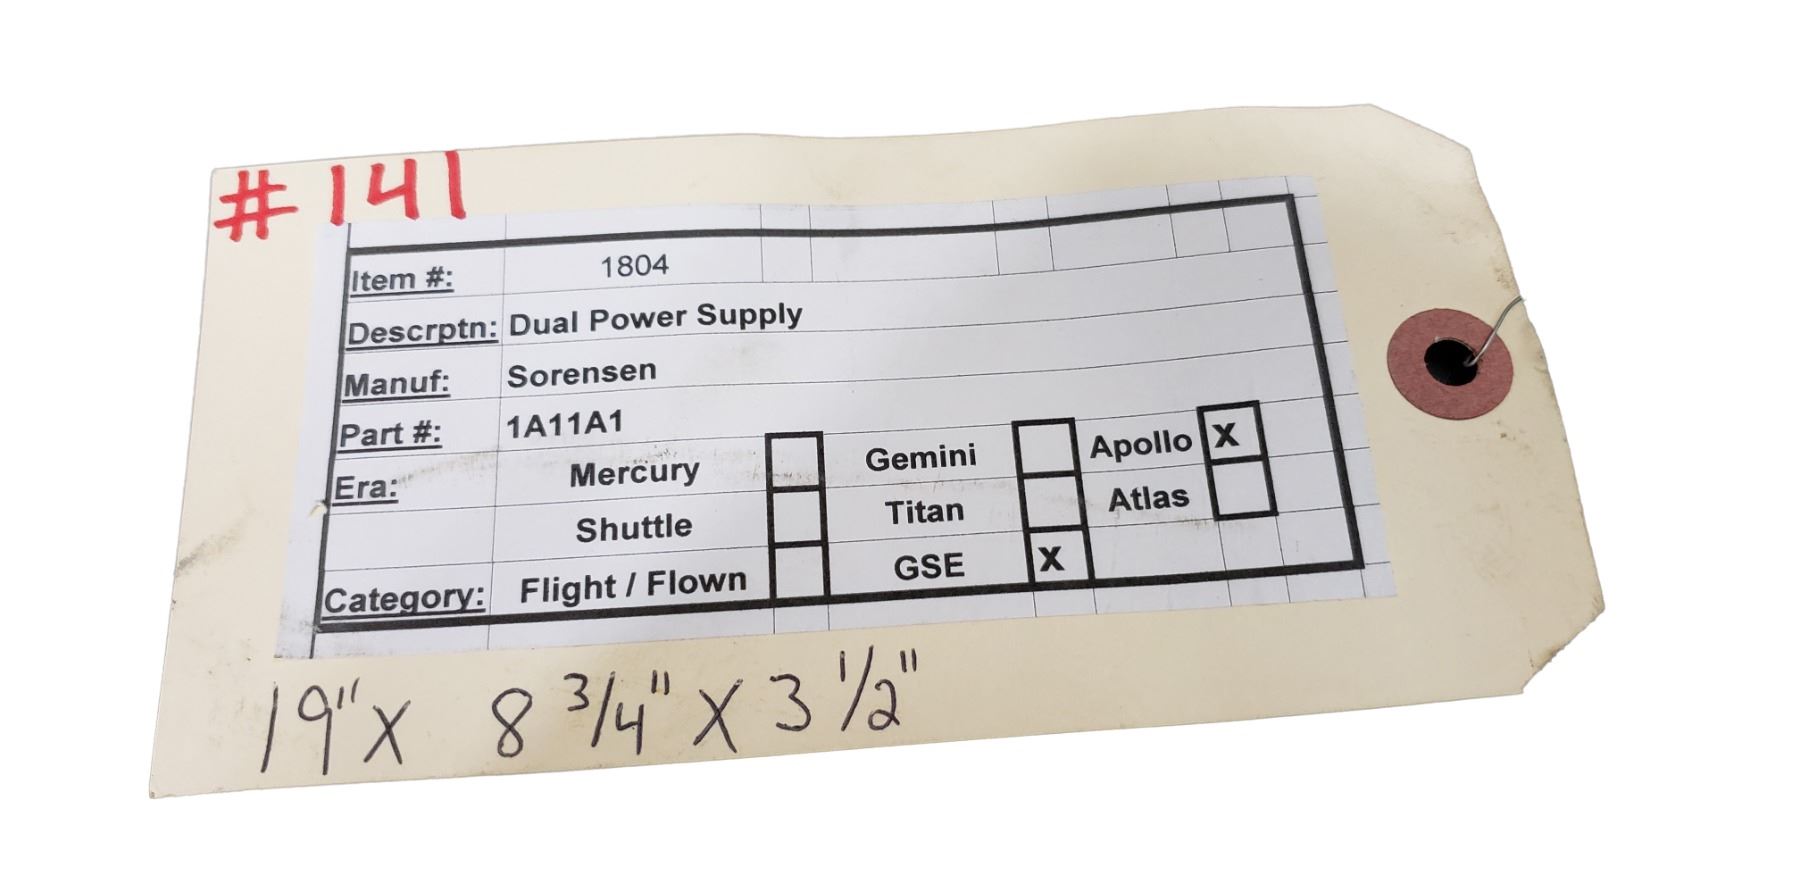 #141
Item #: 1804
Descrptn: Dual Power Supply
Manuf: Sorensen
Part #: 1A11A1
Era: Mercury Gemini Apollo X
Shuttle Titan Atlas
Category: Flight / Flown GSE X
19" X 8 3/4" X 3 1/2"